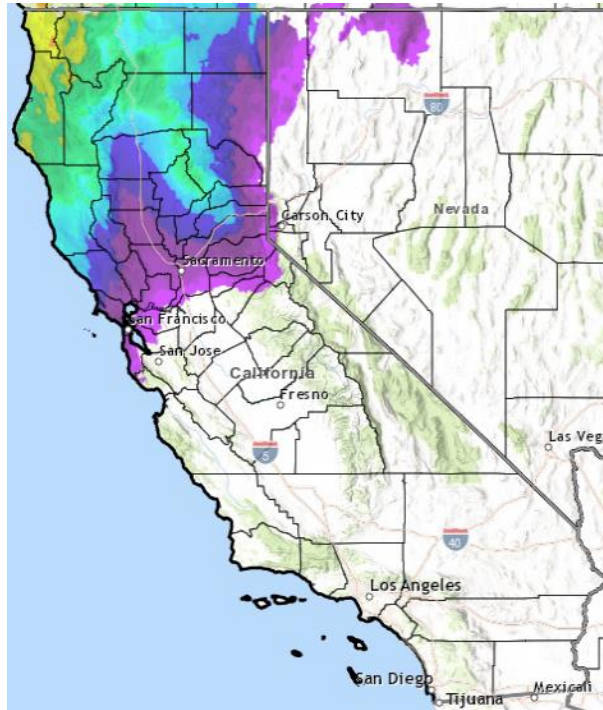 80
Carson City
Nevada
Sacramento
San Francisco
San Jose
California
Fresno
5
Las Veg
40
Los Angeles
San Diego
Tijuana
Mexicali